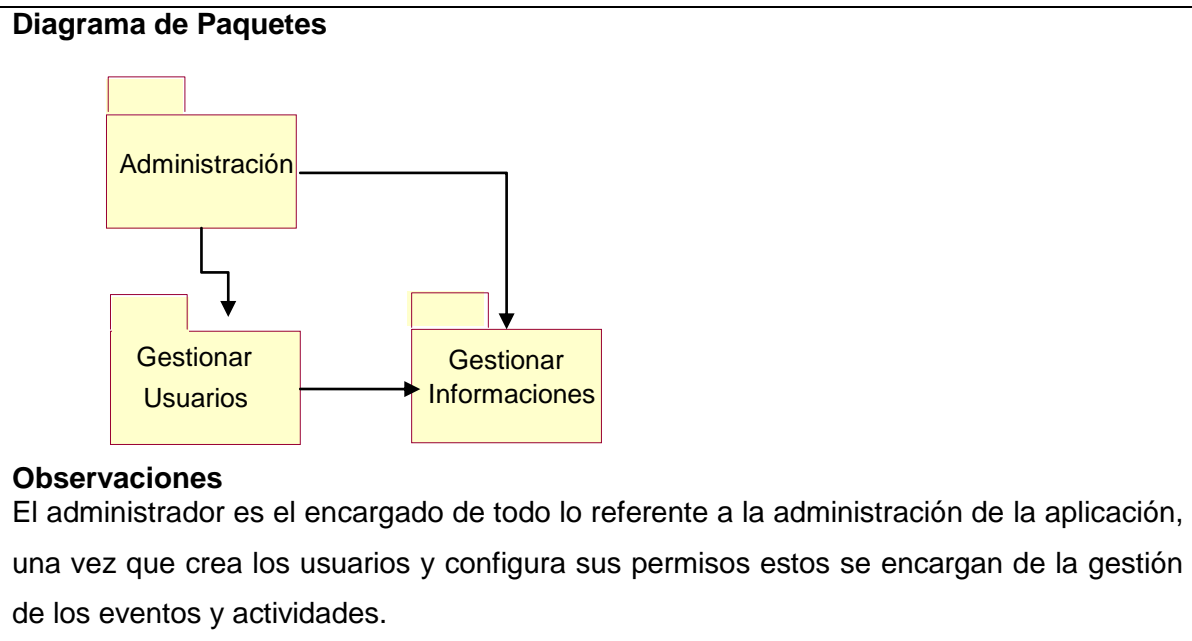 Diagrama de Paquetes
Administración
Gestionar
Usuarios
Gestionar
Informaciones
Observaciones
El administrador es el encargado de todo lo referente a la administración de la aplicación,
una vez que crea los usuarios y configura sus permisos estos se encargan de la gestión
de los eventos y actividades.